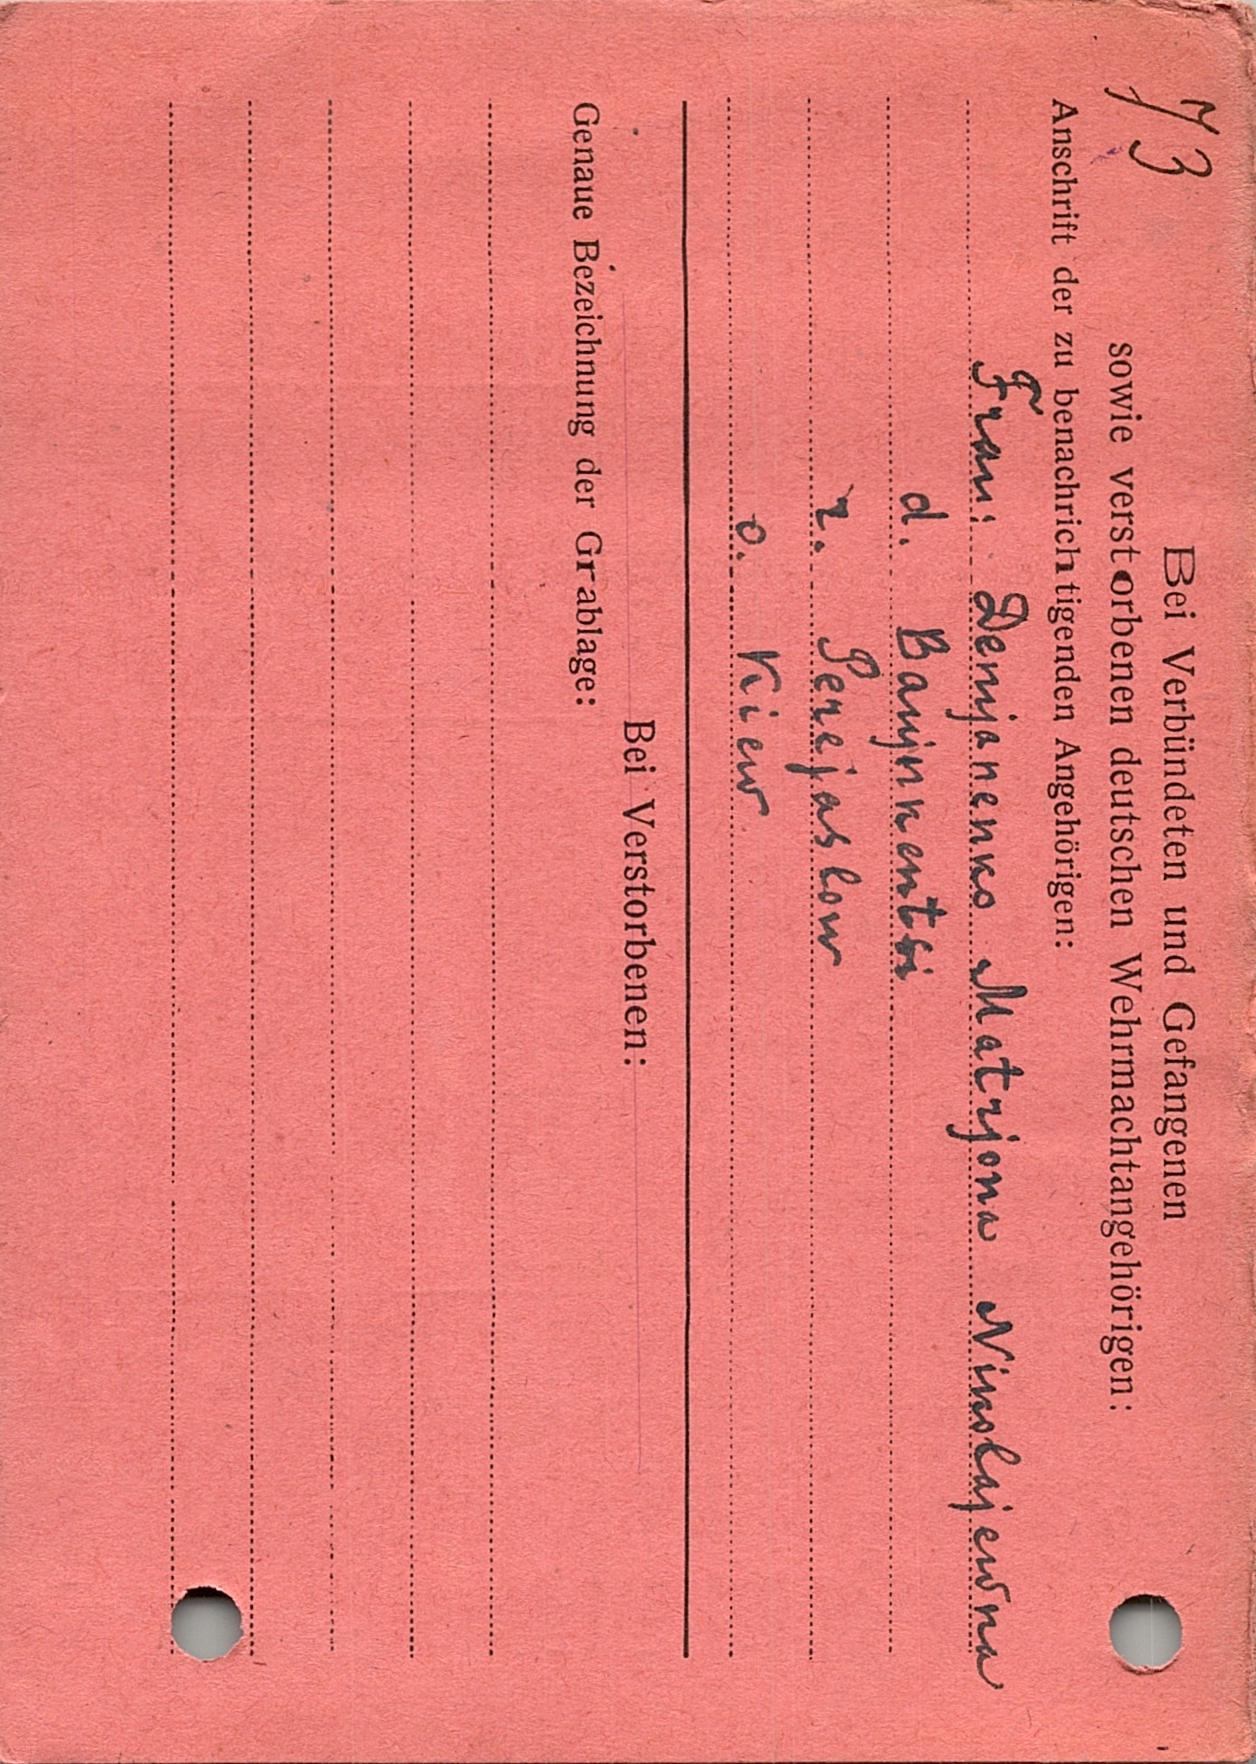 73
Bei Verbündeten und Gefangenen
sowie verstorbenen deutschen Wehrmachtangehörigen:
Anschrift der zu benachrichtigenden Angehörigen:
Frau: Demjanenko Matrjona Nikolajewna
d. Banjnkentsi
r. Perejaslow
o. Kiew
Bei Verstorbenen:
Genaue Bezeichnung der Grablage: